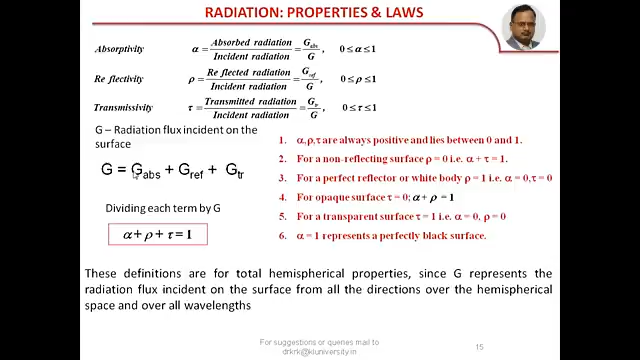 RADIATION: PROPERTIES & LAWS
Absorptivity α = Absorbed radiation / Incident radiation = G_abs / G , 0 ≤ α ≤ 1
Reflectivity ρ = Reflected radiation / Incident radiation = G_ref / G , 0 ≤ ρ ≤ 1
Transmissivity τ = Transmitted radiation / Incident radiation = G_tr / G , 0 ≤ τ ≤ 1
G – Radiation flux incident on the
surface
G = G_abs + G_ref + G_tr
Dividing each term by G
α + ρ + τ = 1
1. α,ρ,τ are always positive and lies between 0 and 1.
2. For a non-reflecting surface ρ = 0 i.e. α + τ = 1.
3. For a perfect reflector or white body ρ = 1 i.e. α = 0,τ = 0
4. For opaque surface τ = 0; α + ρ = 1
5. For a transparent surface τ = 1 i.e. α = 0, ρ = 0
6. α = 1 represents a perfectly black surface.
These definitions are for total hemispherical properties, since G represents the
radiation flux incident on the surface from all the directions over the hemispherical
space and over all wavelengths
For suggestions or queries mail to
drkrk@kluniversity.in
15